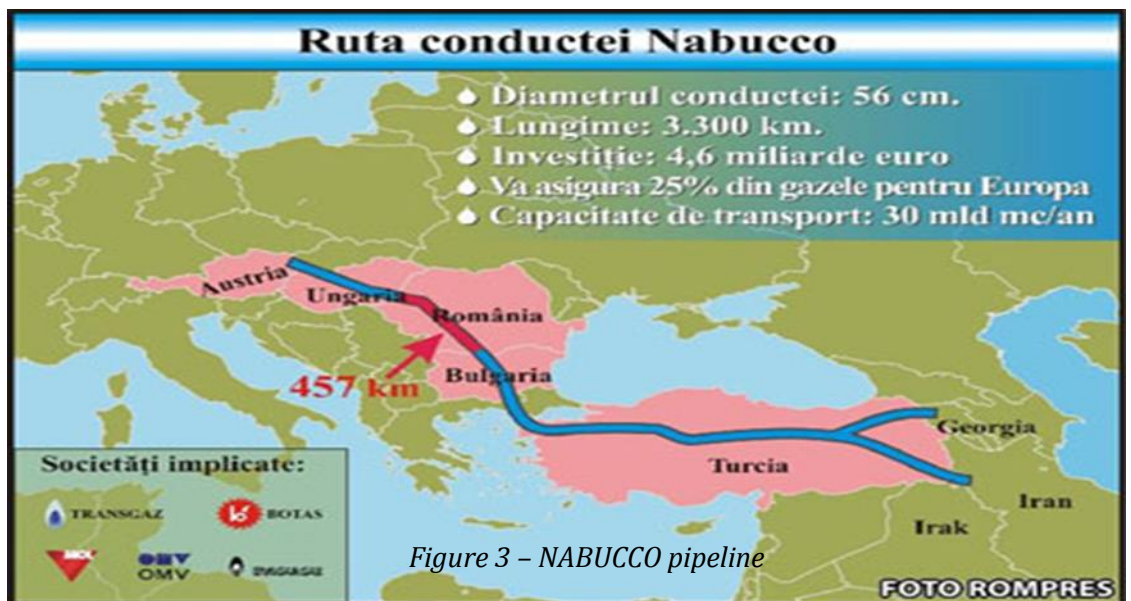 Ruta conductei Nabucco
Diametrul conductei: 56 cm.
Lungime: 3.300 km.
Investiție: 4,6 miliarde euro
Va asigura 25% din gazele pentru Europa
Capacitate de transport: 30 mld mc/an
Austria
Ungaria
România
457 km
Bulgaria
Georgia
Turcia
Iran
Irak
Societăți implicate:
TRANSGAZ
BOTAS
OMV
OMV
Figure 3 – NABUCCO pipeline
FOTO ROMPRES